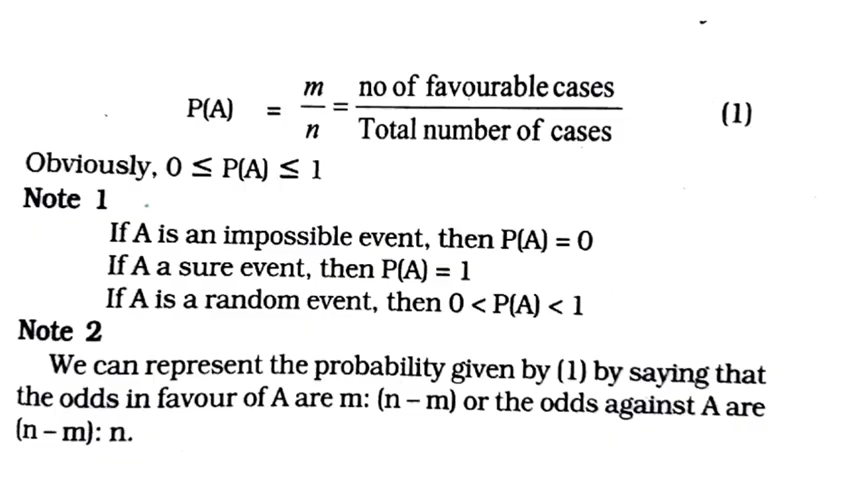 P(A) = m/n = no of favourable cases / Total number of cases (1)
Obviously, 0 ≤ P(A) ≤ 1
Note 1
If A is an impossible event, then P(A) = 0
If A a sure event, then P(A) = 1
If A is a random event, then 0 < P(A) < 1
Note 2
We can represent the probability given by (1) by saying that
the odds in favour of A are m: (n – m) or the odds against A are
(n – m): n.